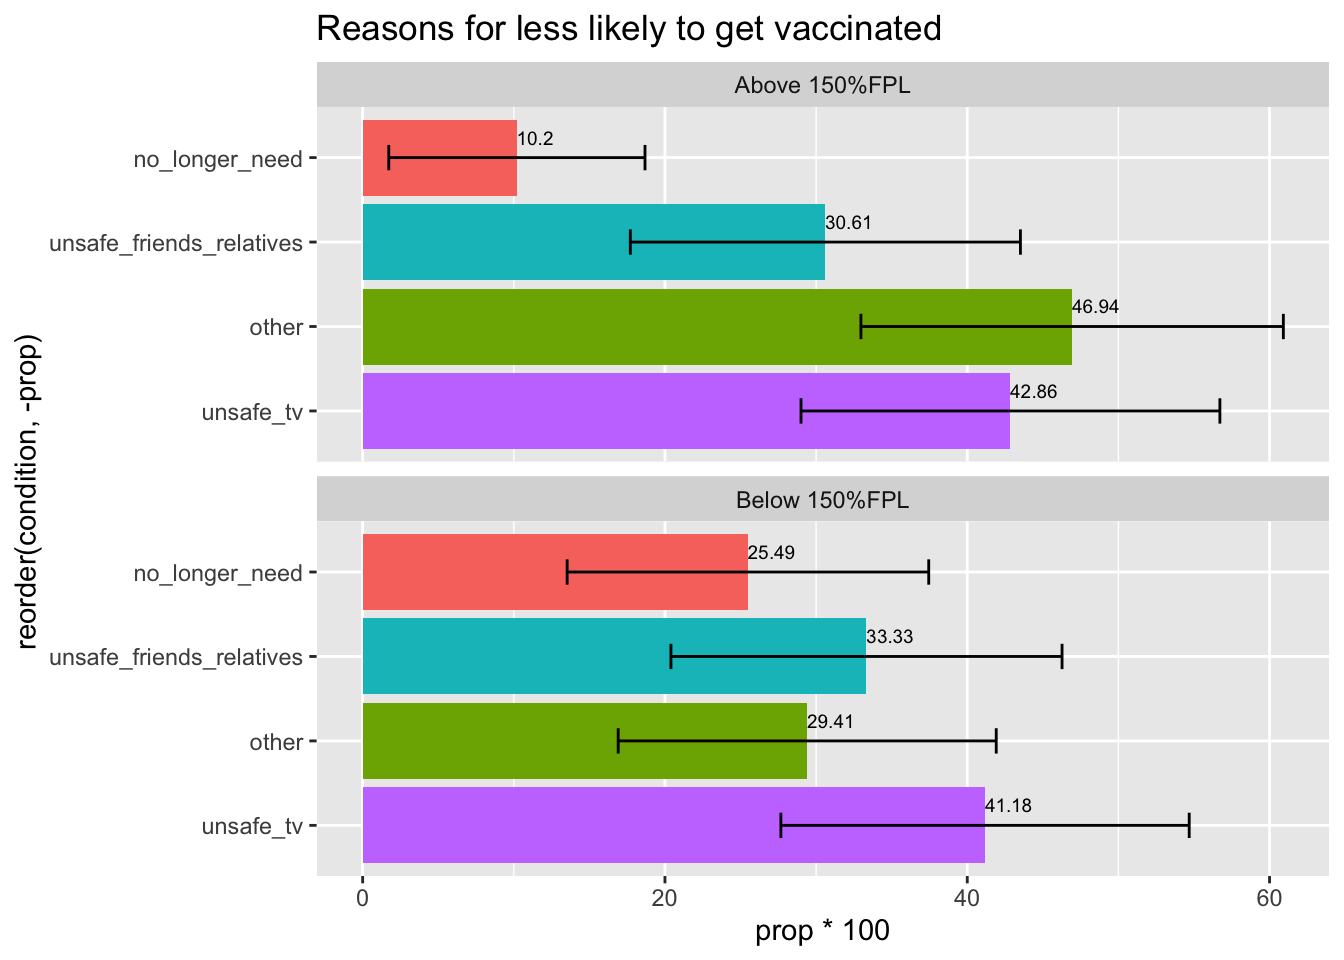 Reasons for less likely to get vaccinated
Above 150%FPL
no_longer_need
10.2
unsafe_friends_relatives
30.61
other
46.94
unsafe_tv
42.86
reorder(condition, -prop)
Below 150%FPL
no_longer_need
25.49
unsafe_friends_relatives
33.33
other
29.41
unsafe_tv
41.18
0 20 40 60
prop * 100